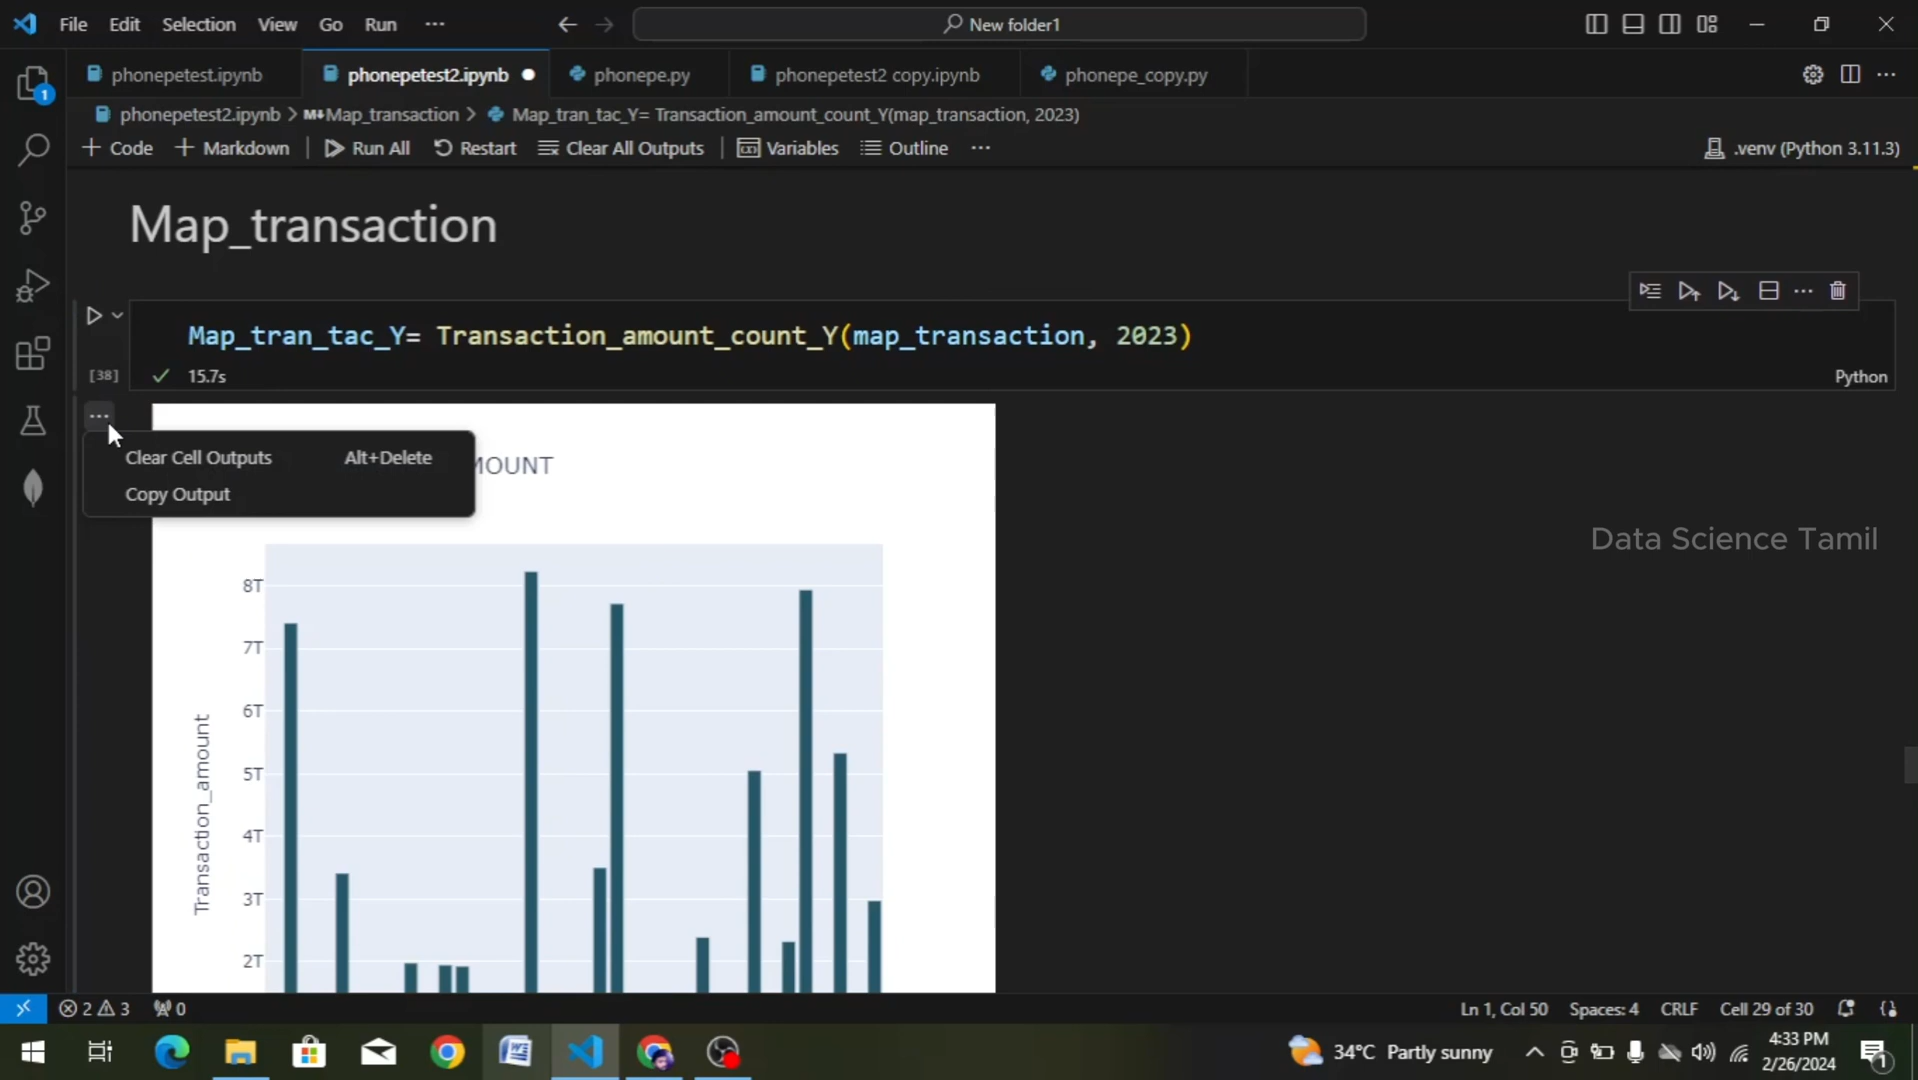 File Edit Selection View Go Run ··· New folder1
1 phonepetest.ipynb phonepetest2.ipynb phonepe.py phonepetest2 copy.ipynb phonepe_copy.py
phonepetest2.ipynb > M↓Map_transaction > Map_tran_tac_Y= Transaction_amount_count_Y(map_transaction, 2023)
+ Code + Markdown Run All Restart Clear All Outputs Variables Outline ··· .venv (Python 3.11.3)
Map_transaction
Map_tran_tac_Y= Transaction_amount_count_Y(map_transaction, 2023)
[38] 15.7s Python
Clear Cell Outputs Alt+Delete
MOUNT
Copy Output
Data Science Tamil
8T
7T
6T
5T
4T
3T
2T
Transaction_amount
2 3 0 Ln 1, Col 50 Spaces: 4 CRLF Cell 29 of 30
34°C Partly sunny 4:33 PM
2/26/2024 1